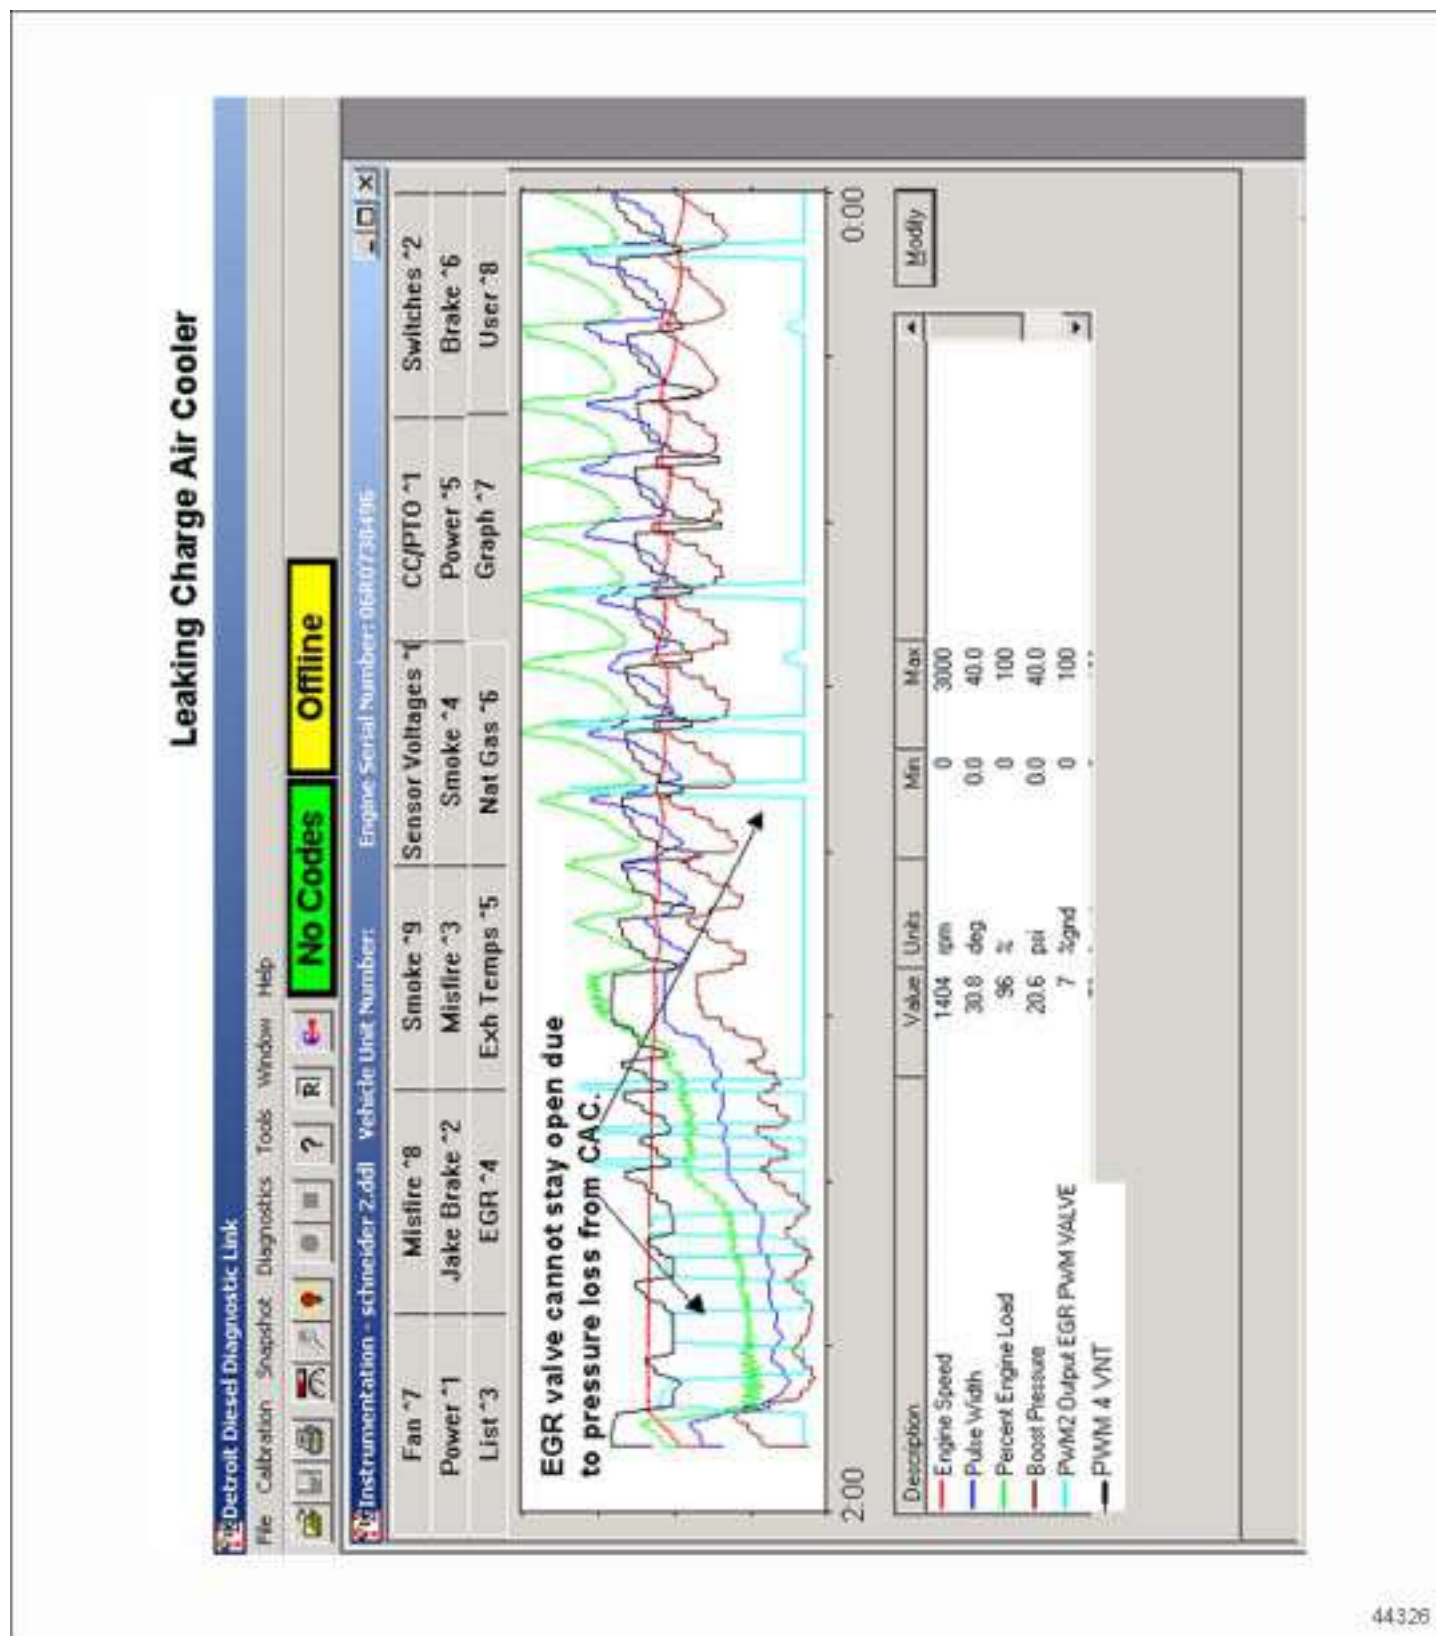 Leaking Charge Air Cooler
Detroit Diesel Diagnostic Link
File Calibration Snapshot Diagnostics Tools Window Help
? R No Codes Offline
Instrumentation - schneider 2.ddl Vehicle Unit Number: Engine Serial Number: 06R0738496
Fan ^7 Misfire ^8 Smoke ^9 Sensor Voltages ^1 CC/PTO ^1 Switches ^2
Power ^1 Jake Brake ^2 Misfire ^3 Smoke ^4 Power ^5 Brake ^6
List ^3 EGR ^4 Exh Temps ^5 Nat Gas ^6 Graph ^7 User ^8
EGR valve cannot stay open due
to pressure loss from CAC.
2:00 0:00
Description Value Units Min Max Modify
Engine Speed 1404 rpm 0 3000
Pulse Width 30.8 deg 0.0 40.0
Percent Engine Load 96 % 0 100
Boost Pressure 20.6 psi 0.0 40.0
PWM2 Output EGR PWM VALVE 7 %gnd 0 100
PWM 4 VNT
44326